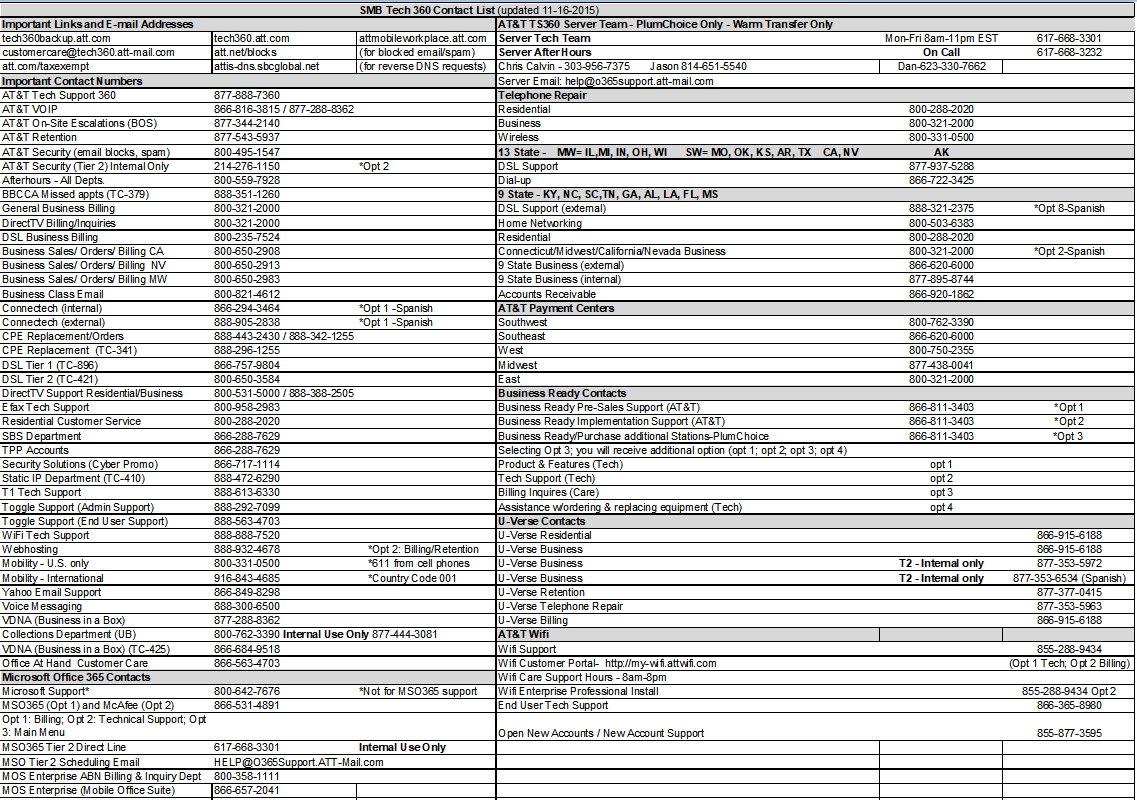 SMB Tech 360 Contact List (updated 11-16-2015)
Important Links and E-mail Addresses
tech360backup.att.com tech360.att.com attmobileworkplace.att.com
customercare@tech360.att-mail.com att.net/blocks (for blocked email/spam)
att.com/taxexempt attis-dns.sbcglobal.net (for reverse DNS requests)
Important Contact Numbers
AT&T Tech Support 360 877-888-7360
AT&T VOIP 866-816-3815 / 877-288-8362
AT&T On-Site Escalations (BOS) 877-344-2140
AT&T Retention 877-543-5937
AT&T Security (email blocks, spam) 800-495-1547
AT&T Security (Tier 2) Internal Only 214-276-1150 *Opt 2
Afterhours - All Depts. 800-559-7928
BBCCA Missed appts (TC-379) 888-351-1260
General Business Billing 800-321-2000
DirectTV Billing/Inquiries 800-321-2000
DSL Business Billing 800-235-7524
Business Sales/ Orders/ Billing CA 800-650-2908
Business Sales/ Orders/ Billing NV 800-650-2913
Business Sales/ Orders/ Billing MW 800-650-2983
Business Class Email 800-821-4612
Connectech (internal) 866-294-3464 *Opt 1 -Spanish
Connectech (external) 888-905-2838 *Opt 1 -Spanish
CPE Replacement/Orders 888-443-2430 / 888-342-1255
CPE Replacement (TC-341) 888-296-1255
DSL Tier 1 (TC-896) 866-757-9804
DSL Tier 2 (TC-421) 800-650-3584
DirectTV Support Residential/Business 800-531-5000 / 888-388-2505
Efax Tech Support 800-958-2983
Residential Customer Service 800-288-2020
SBS Department 866-288-7629
TPP Accounts 866-288-7629
Security Solutions (Cyber Promo) 866-717-1114
Static IP Department (TC-410) 888-472-6290
T1 Tech Support 888-613-6330
Toggle Support (Admin Support) 888-292-7099
Toggle Support (End User Support) 888-563-4703
WiFi Tech Support 888-888-7520
Webhosting 888-932-4678 *Opt 2: Billing/Retention
Mobility - U.S. only 800-331-0500 *611 from cell phones
Mobility - International 916-843-4685 *Country Code 001
Yahoo Email Support 866-849-8298
Voice Messaging 888-300-6500
VDNA (Business in a Box) 877-288-8362
Collections Department (UB) 800-762-3390 Internal Use Only 877-444-3081
VDNA (Business in a Box) (TC-425) 866-684-9518
Office At Hand Customer Care 866-563-4703
Microsoft Office 365 Contacts
Microsoft Support* 800-642-7676 *Not for MSO365 support
MSO365 (Opt 1) and McAfee (Opt 2) 866-531-4891
Opt 1: Billing; Opt 2: Technical Support; Opt
3: Main Menu
MSO365 Tier 2 Direct Line 617-668-3301 Internal Use Only
MSO Tier 2 Scheduling Email HELP@O365Support.ATT-Mail.com
MOS Enterprise ABN Billing & Inquiry Dept 800-358-1111
MOS Enterprise (Mobile Office Suite) 866-657-2041
AT&T TS360 Server Team - PlumChoice Only - Warm Transfer Only
Server Tech Team Mon-Fri 8am-11pm EST 617-668-3301
Server After Hours On Call 617-668-3232
Chris Calvin - 303-956-7375 Jason 814-651-5540 Dan-623-330-7662
Server Email: help@o365support.att-mail.com
Telephone Repair
Residential 800-288-2020
Business 800-321-2000
Wireless 800-331-0500
13 State - MW= IL,MI, IN, OH, WI SW= MO, OK, KS, AR, TX CA, NV AK
DSL Support 877-937-5288
Dial-up 866-722-3425
9 State - KY, NC, SC,TN, GA, AL, LA, FL, MS
DSL Support (external) 888-321-2375 *Opt 8-Spanish
Home Networking 800-503-6383
Residential 800-288-2020
Connecticut/Midwest/California/Nevada Business 800-321-2000 *Opt 2-Spanish
9 State Business (external) 866-620-6000
9 State Business (internal) 877-895-8744
Accounts Receivable 866-920-1862
AT&T Payment Centers
Southwest 800-762-3390
Southeast 866-620-6000
West 800-750-2355
Midwest 877-438-0041
East 800-321-2000
Business Ready Contacts
Business Ready Pre-Sales Support (AT&T) 866-811-3403 *Opt 1
Business Ready Implementation Support (AT&T) 866-811-3403 *Opt 2
Business Ready/Purchase additional Stations-PlumChoice 866-811-3403 *Opt 3
Selecting Opt 3; you will receive additional option (opt 1; opt 2; opt 3; opt 4)
Product & Features (Tech) opt 1
Tech Support (Tech) opt 2
Billing Inquires (Care) opt 3
Assistance w/ordering & replacing equipment (Tech) opt 4
U-Verse Contacts
U-Verse Residential 866-915-6188
U-Verse Business 866-915-6188
U-Verse Business T2 - Internal only 877-353-5972
U-Verse Business T2 - Internal only 877-353-6534 (Spanish)
U-Verse Retention 877-377-0415
U-Verse Telephone Repair 877-353-5963
U-Verse Billing 866-915-6188
AT&T Wifi
Wifi Support 855-288-9434
Wifi Customer Portal- http://my-wifi.attwifi.com (Opt 1 Tech; Opt 2 Billing)
Wifi Care Support Hours - 8am-8pm
Wifi Enterprise Professional Install 855-288-9434 Opt 2
End User Tech Support 866-365-8980
Open New Accounts / New Account Support 855-877-3595